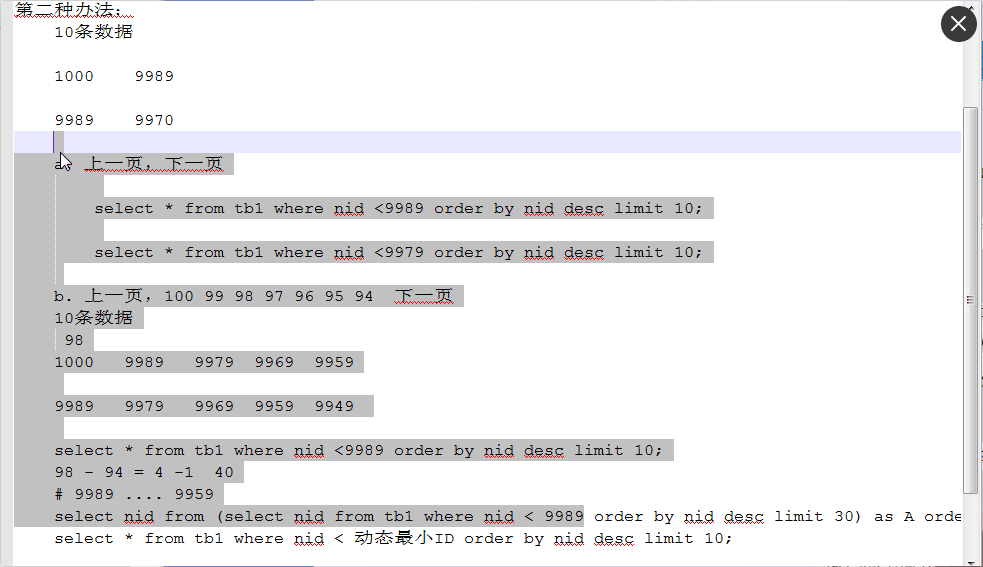 第二种办法：
10条数据
1000 9989
9989 9970
上一页，下一页
select * from tb1 where nid <9989 order by nid desc limit 10;
select * from tb1 where nid <9979 order by nid desc limit 10;
b. 上一页，100 99 98 97 96 95 94 下一页
10条数据
98
1000 9989 9979 9969 9959
9989 9979 9969 9959 9949
select * from tb1 where nid <9989 order by nid desc limit 10;
98 - 94 = 4 -1 40
# 9989 .... 9959
select nid from (select nid from tb1 where nid < 9989 order by nid desc limit 30) as A orde
select * from tb1 where nid < 动态最小ID order by nid desc limit 10;